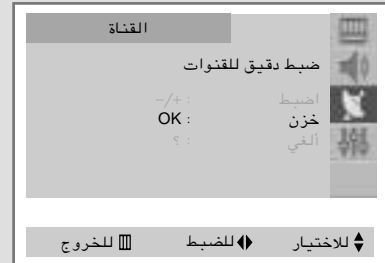 القناة
ضبط دقيق للقنوات
اضبط : +/−
خزن : OK
ألغي : ؟
للاختيار للضبط للخروج